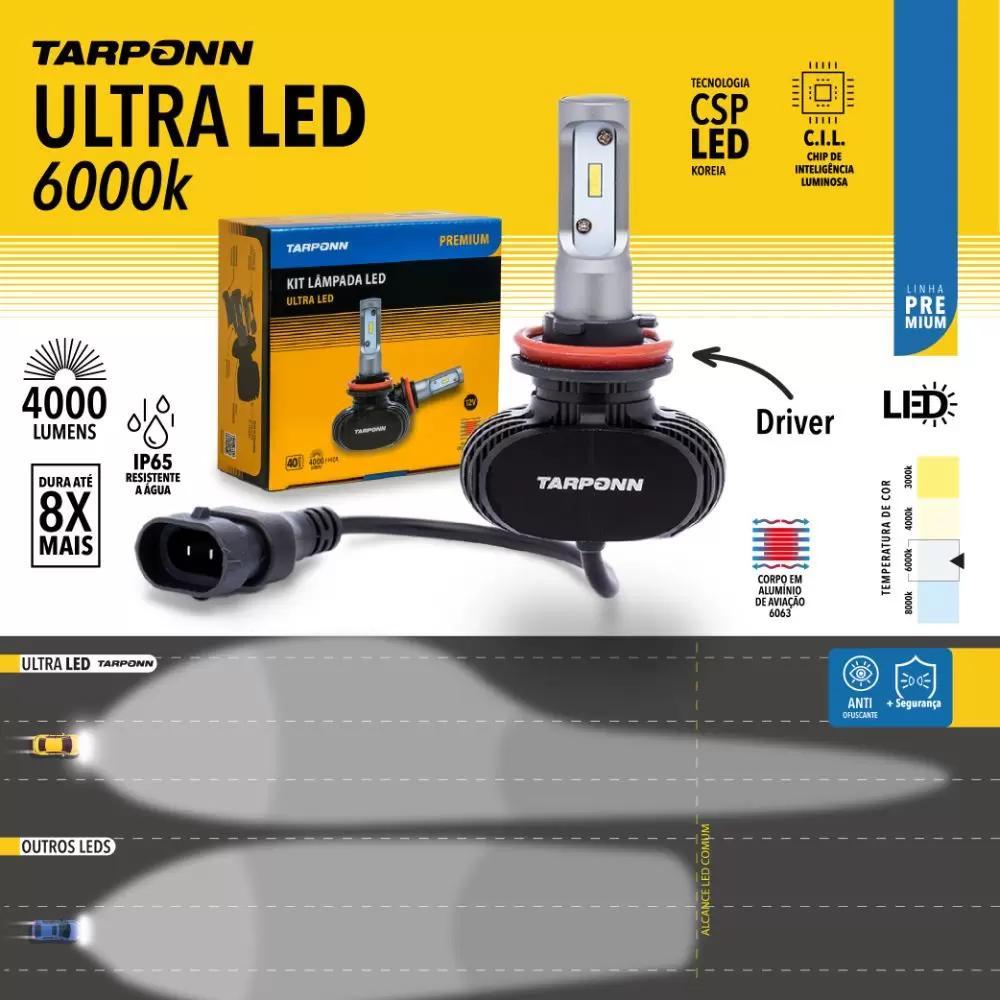 TARPONN
ULTRA LED
6000k
TECNOLOGIA
CSP
LED
KOREIA
C.I.L.
CHIP DE
INTELIGÊNCIA
LUMINOSA
LINHA
PRE
MIUM
TARPONN
PREMIUM
KIT LÂMPADA LED
ULTRA LED
TARPONN
12V
4000
LUMENS
IP65
RESISTENTE
A ÁGUA
DURA ATÉ
8X
MAIS
TARPONN
Driver
LED
CORPO EM
ALUMÍNIO
DE AVIAÇÃO
6063
TEMPERATURA DE COR
3000k
4000k
6000k
8000k
ULTRA LED TARPONN
ANTI
OFUSCANTE
+ Segurança
OUTROS LEDS
ALCANCE LED COMUM